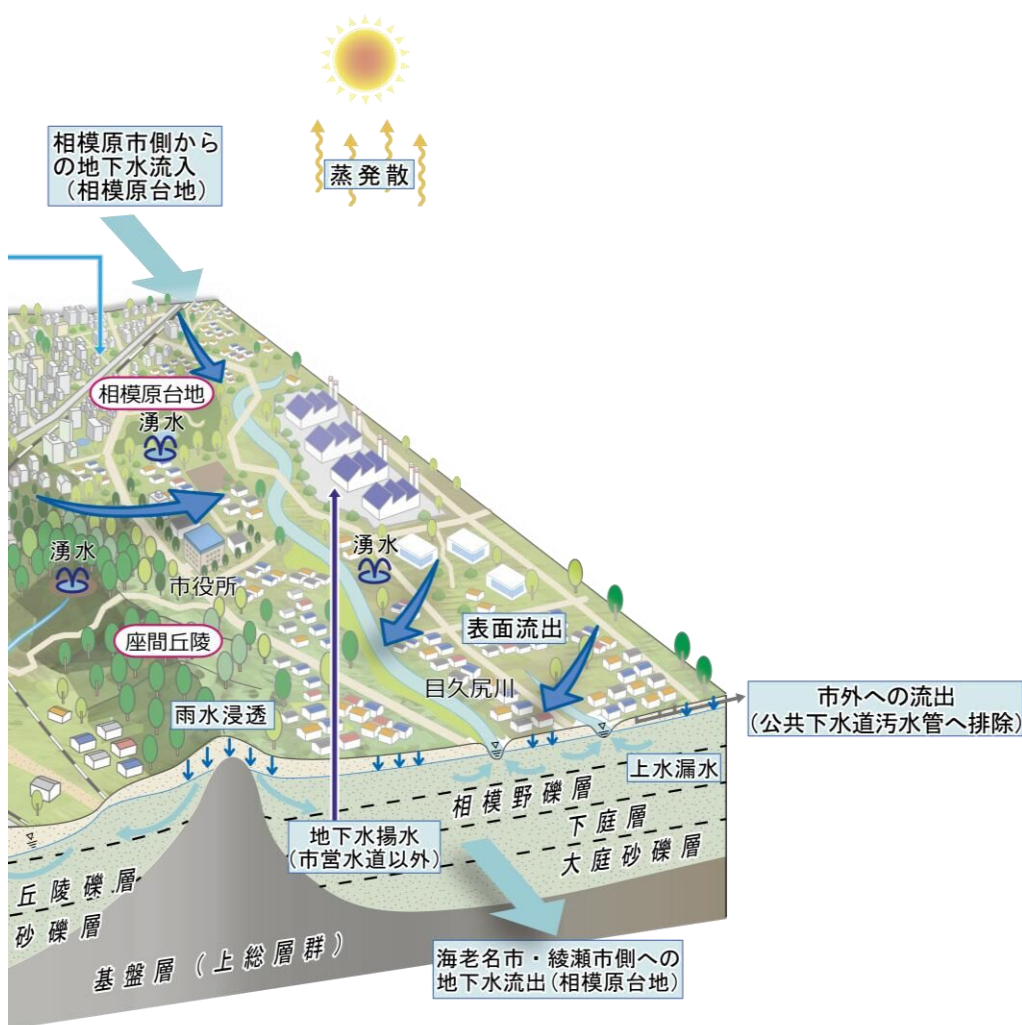 相模原市側から
の地下水流入
（相模原台地）
蒸発散
相模原台地
湧水
湧水
市役所
座間丘陵
湧水
表面流出
目久尻川
雨水浸透
市外への流出
（公共下水道汚水管へ排除）
上水漏水
相模野礫層
下庭層
大庭砂礫層
地下水揚水
（市営水道以外）
丘陵礫層
砂礫層
基盤層（上総層群）
海老名市・綾瀬市側への
地下水流出（相模原台地）